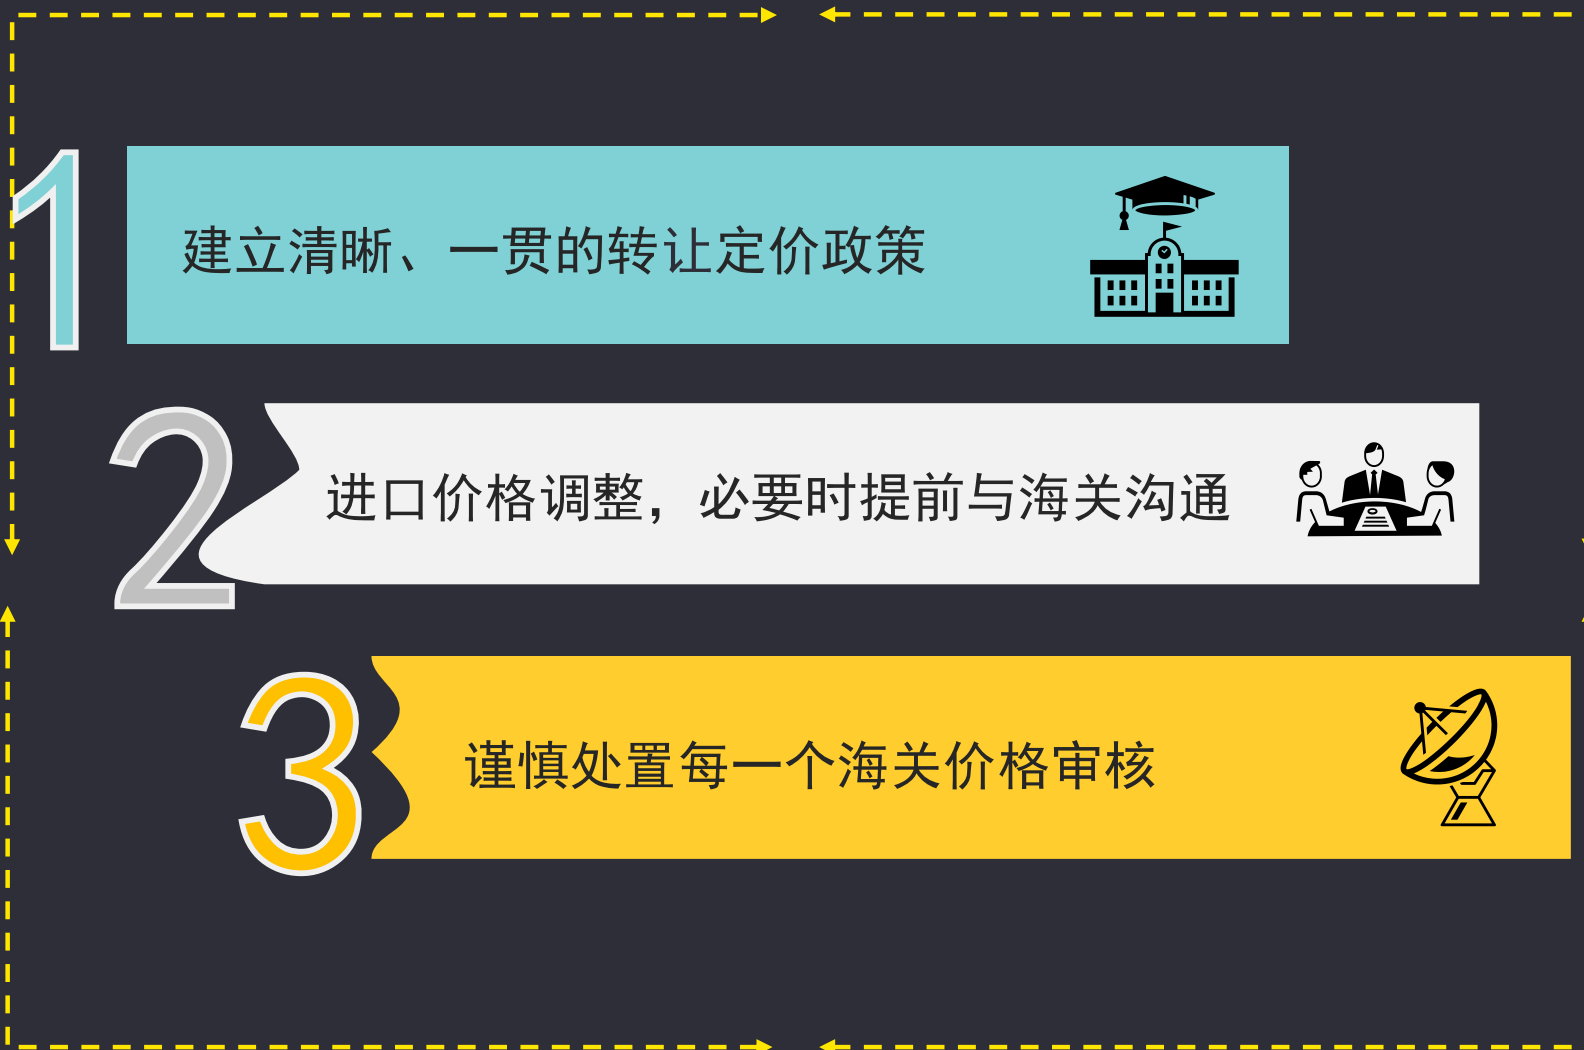 1
建立清晰、一贯的转让定价政策
2
进口价格调整，必要时提前与海关沟通
3
谨慎处置每一个海关价格审核